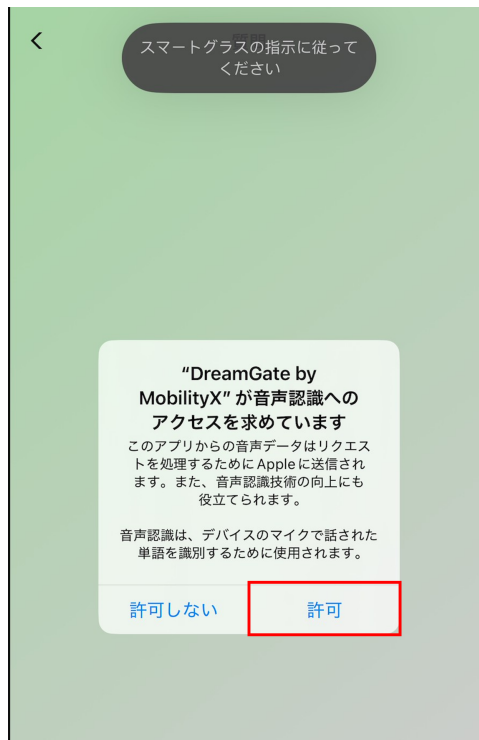 スマートグラスの指示に従って
ください
“DreamGate by
MobilityX” が音声認識への
アクセスを求めています
このアプリからの音声データはリクエス
トを処理するために Apple に送信され
ます。また、音声認識技術の向上にも
役立てられます。
音声認識は、デバイスのマイクで話された
単語を識別するために使用されます。
許可しない
許可